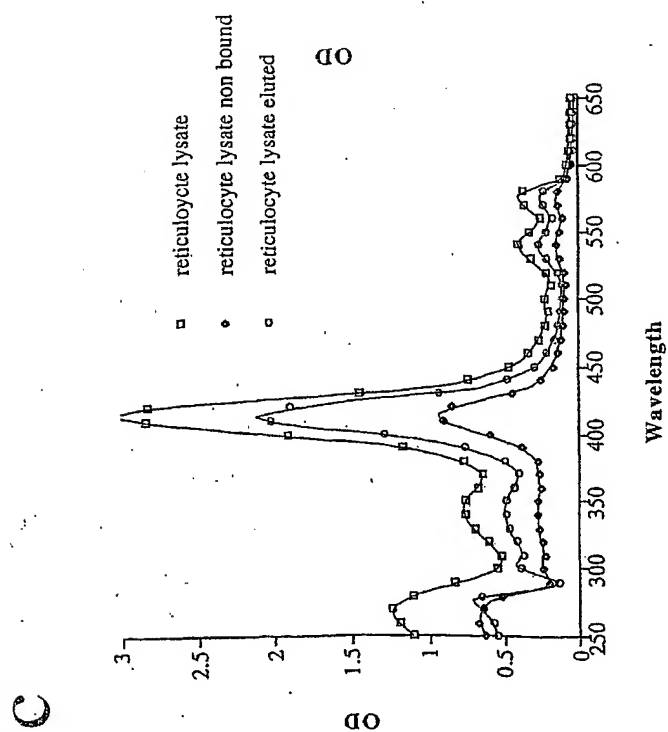 C
OD
3
2.5
2
1.5
1
0.5
0
250
300
350
400
450
500
550
600
650
Wavelength
reticuloycte lysate
reticulocyte lysate non bound
reticulocyte lysate eluted
OD